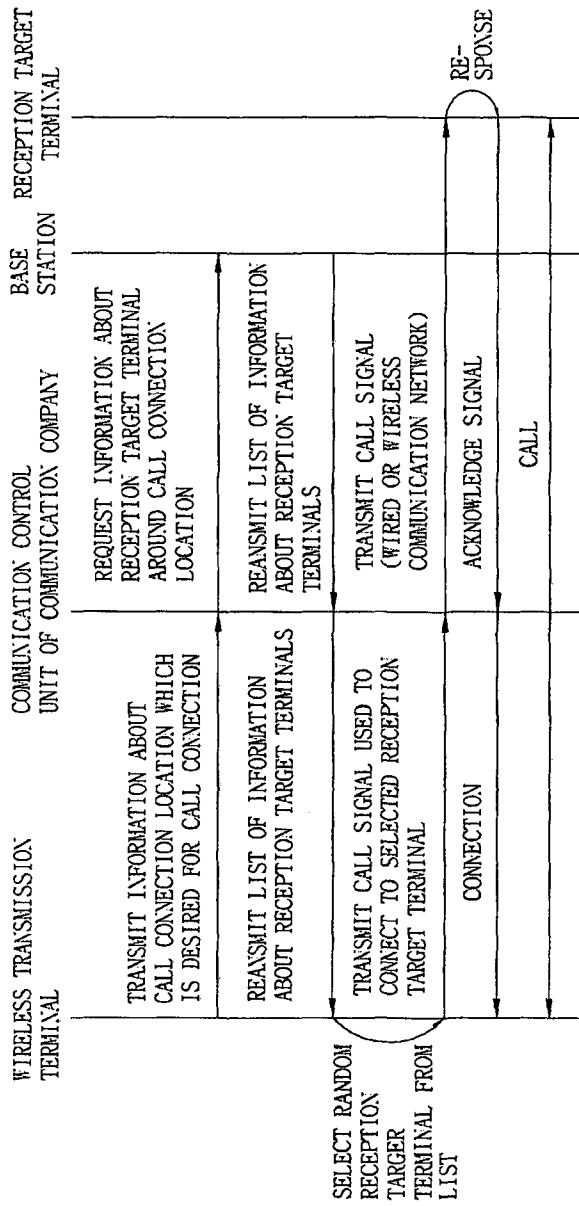 WIRELESS TRANSMISSION
TERMINAL
COMMUNICATION CONTROL
UNIT OF COMMUNICATION COMPANY
BASE
STATION
RECEPTION TARGET
TERMINAL
TRANSMIT INFORMATION ABOUT
CALL CONNECTION LOCATION WHICH
IS DESIRED FOR CALL CONNECTION
REQUEST INFORMATION ABOUT
RECEPTION TARGET TERMINAL
AROUND CALL CONNECTION
LOCATION
REANSMIT LIST OF INFORMATION
ABOUT RECEPTION TARGET TERMINALS
REANSMIT LIST OF INFORMATION
ABOUT RECEPTION TARGET
TERMINALS
SELECT RANDOM
RECEPTION
TARGER
TERMINAL FROM
LIST
TRANSMIT CALL SIGNAL USED TO
CONNECT TO SELECTED RECEPTION
TARGET TERMINAL
TRANSMIT CALL SIGNAL
(WIRED OR WIRELESS
COMMUNICATION NETWORK)
RE-
SPONSE
CONNECTION
ACKNOWLEDGE SIGNAL
CALL